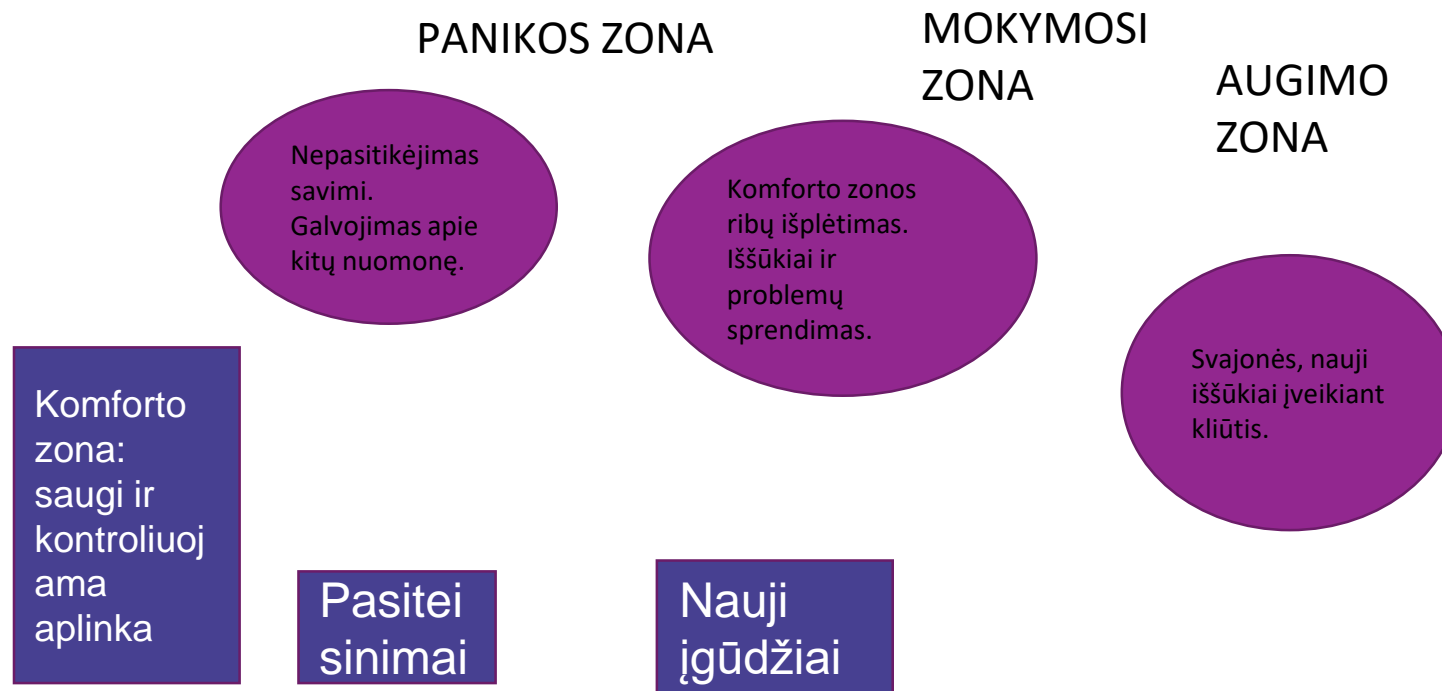 PANIKOS ZONA
MOKYMOSI
ZONA
AUGIMO
ZONA
Nepasitikėjimas
savimi.
Galvojimas apie
kitų nuomonę.
Komforto zonos
ribų išplėtimas.
Iššūkiai ir
problemų
sprendimas.
Svajonės, nauji
iššūkiai įveikiant
kliūtis.
Komforto
zona:
saugi ir
kontroliuoj
ama
aplinka
Pasitei
sinimai
Nauji
įgūdžiai